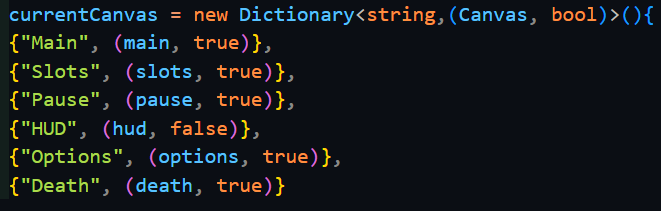 currentCanvas = new Dictionary<string,(Canvas, bool)>(){
{"Main", (main, true)},
{"Slots", (slots, true)},
{"Pause", (pause, true)},
{"HUD", (hud, false)},
{"Options", (options, true)},
{"Death", (death, true)}